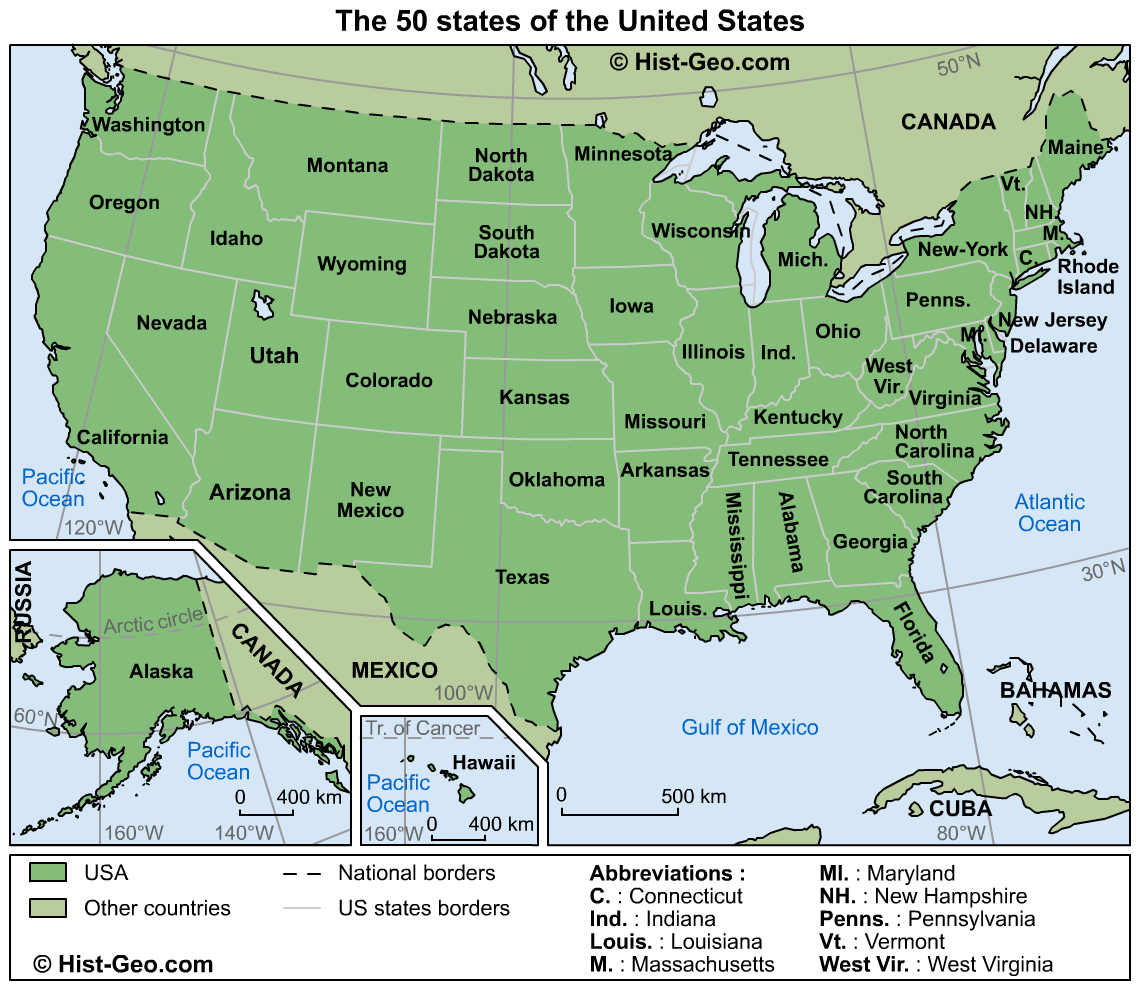 The 50 states of the United States
© Hist-Geo.com
50°N
CANADA
Washington
Montana
North
Dakota
Minnesota
Maine
Vt.
Oregon
Idaho
Wyoming
South
Dakota
Wisconsin
Mich.
NH.
M.
New-York
C.
Rhode
Island
Nevada
Utah
Nebraska
Iowa
Penns.
New Jersey
Ml.
Delaware
Ohio
Illinois
Ind.
Colorado
Kansas
West
Vir.
Virginia
California
Missouri
Kentucky
North
Carolina
Tennessee
Pacific
Ocean
Arizona
New
Mexico
Oklahoma
Arkansas
South
Carolina
Atlantic
Ocean
120°W
Mississippi
Alabama
Georgia
30°N
Texas
Louis.
Florida
RUSSIA
Arctic circle
CANADA
Alaska
MEXICO
100°W
60°N
BAHAMAS
Gulf of Mexico
Tr. of Cancer
Pacific
Ocean
Hawaii
Pacific
Ocean
0 400 km
0 500 km
CUBA
160°W
140°W
160°W
0 400 km
80°W
USA
Other countries
National borders
US states borders
© Hist-Geo.com
Abbreviations :
C. : Connecticut
Ind. : Indiana
Louis. : Louisiana
M. : Massachusetts
Ml. : Maryland
NH. : New Hampshire
Penns. : Pennsylvania
Vt. : Vermont
West Vir. : West Virginia